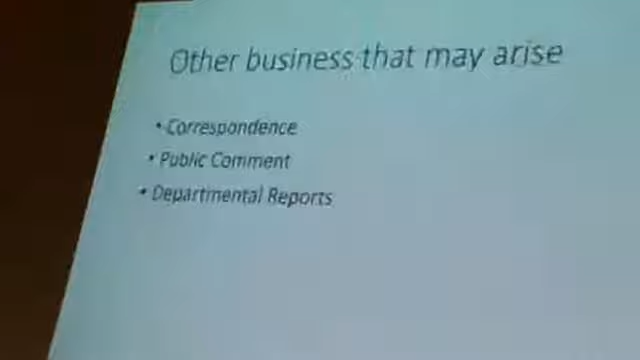 Other business that may arise
• Correspondence
• Public Comment
• Departmental Reports